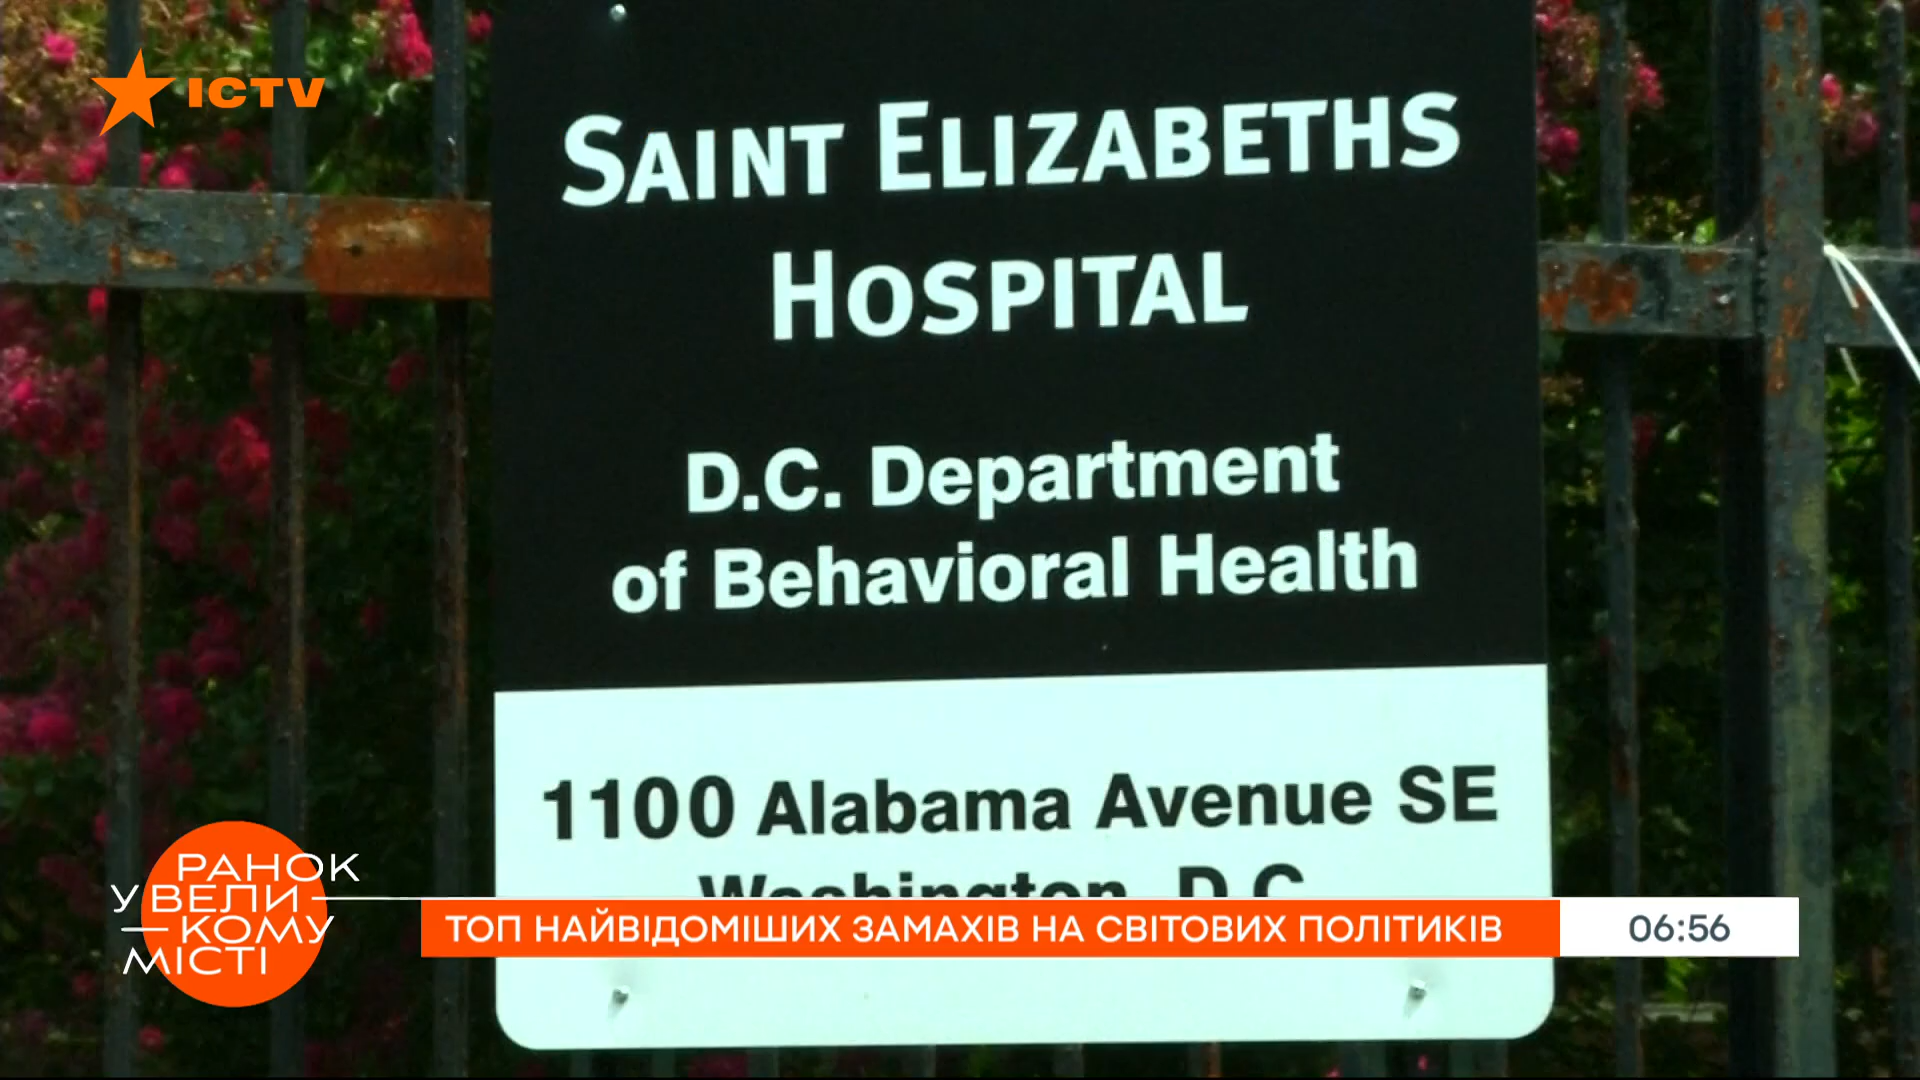 ICTV
SAINT ELIZABETHS
HOSPITAL
D.C. Department
of Behavioral Health
1100 Alabama Avenue SE
Washington, D.C.
РАНОК
У ВЕЛИ-
КОМУ
МІСТІ
ТОП НАЙВІДОМІШИХ ЗАМАХІВ НА СВІТОВИХ ПОЛІТИКІВ
06:56